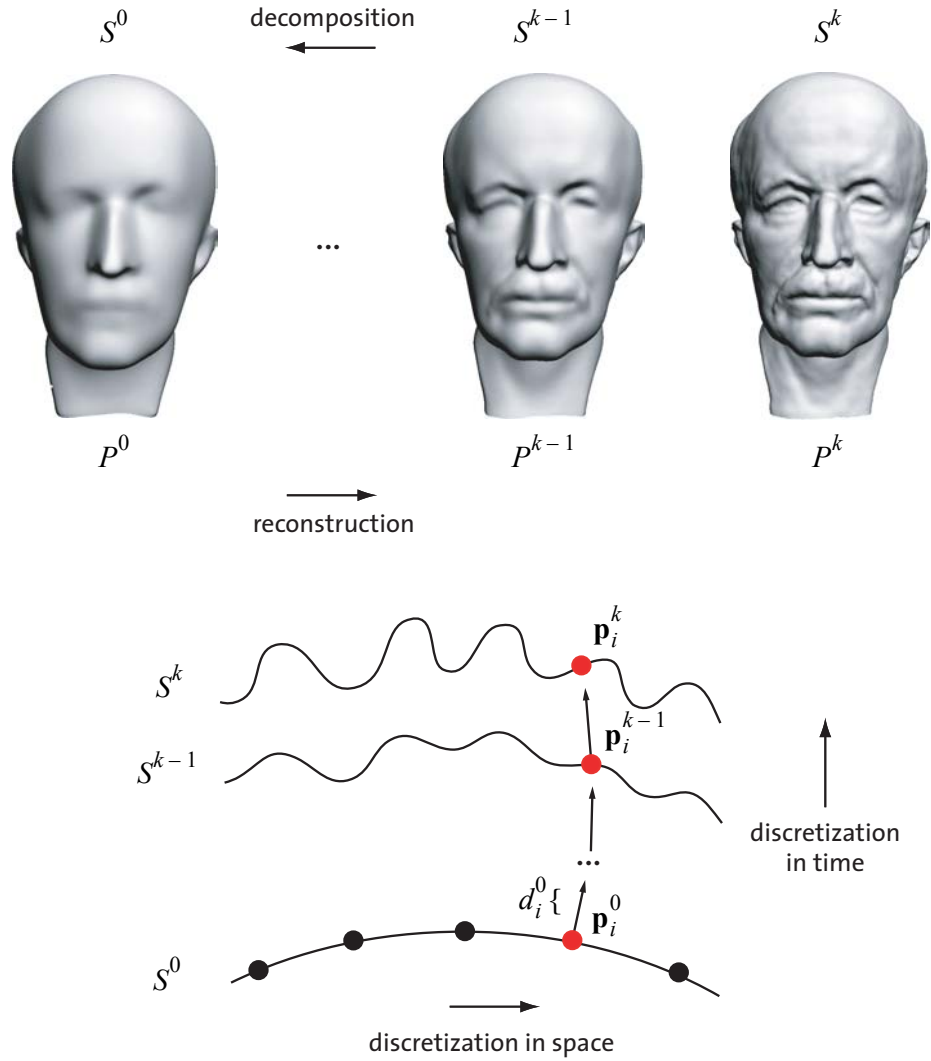 S^0 decomposition S^{k-1} S^k
...
P^0 P^{k-1} P^k
reconstruction
p_i^k
S^k
p_i^{k-1}
S^{k-1}
discretization
in time
...
d_i^0{ p_i^0
S^0
discretization in space